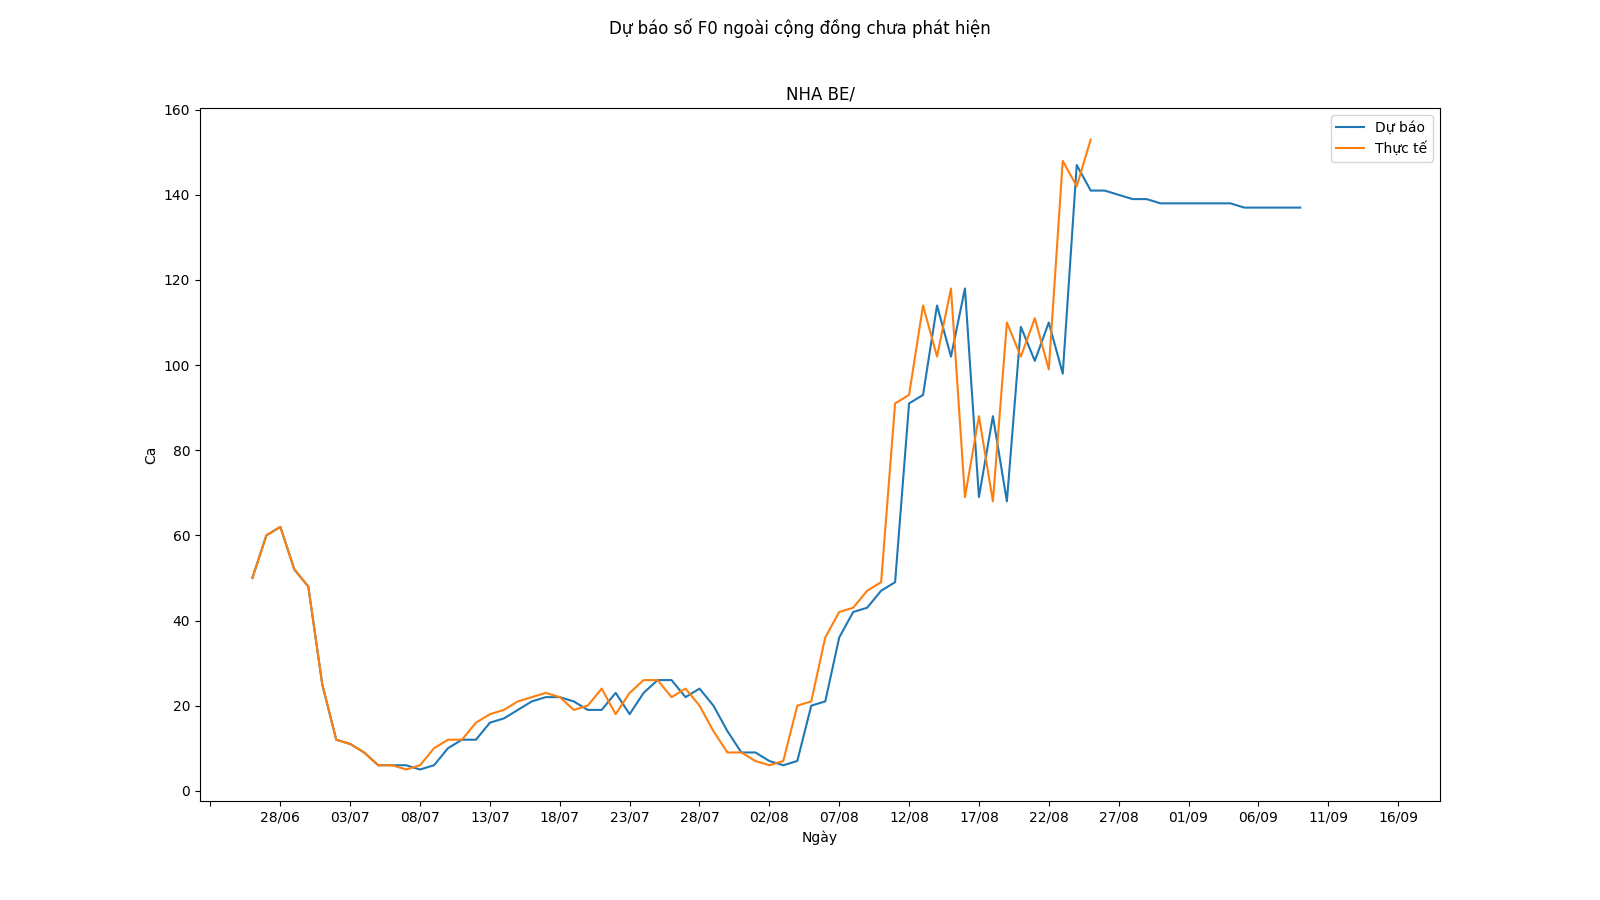 Dự báo số F0 ngoài cộng đồng chưa phát hiện
NHA BE/
Dự báo
Thực tế
160
140
120
100
80
60
40
20
0
Ca
28/06 03/07 08/07 13/07 18/07 23/07 28/07 02/08 07/08 12/08 17/08 22/08 27/08 01/09 06/09 11/09 16/09
Ngày